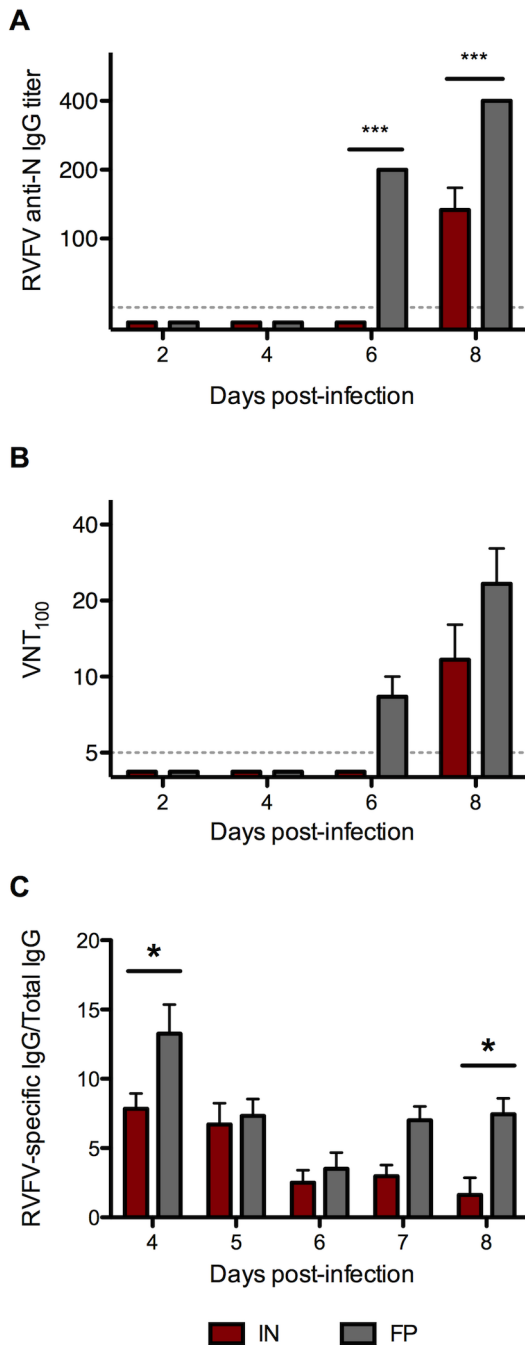 A
RVFV anti-N IgG titer
400
200
100
***
***
2 4 6 8
Days post-infection
B
VNT100
40
20
10
5
2 4 6 8
Days post-infection
C
RVFV-specific IgG/Total IgG
20
15
10
5
0
*
*
4 5 6 7 8
Days post-infection
IN FP